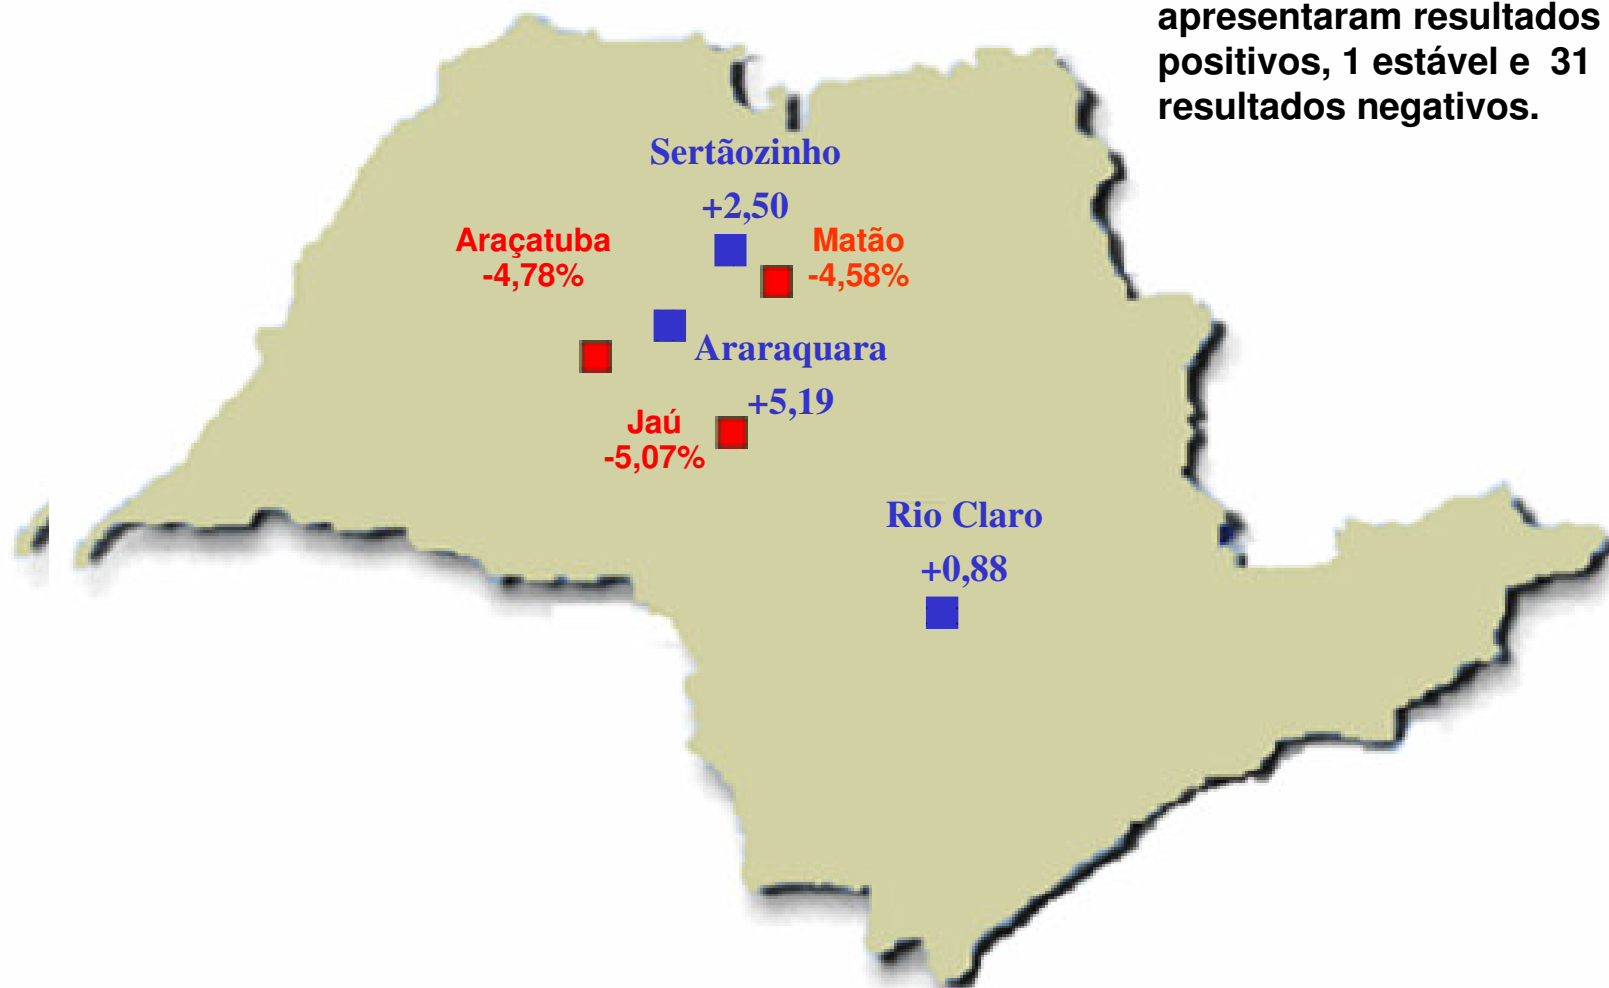 apresentaram resultados
positivos, 1 estável e 31
resultados negativos.
Sertãozinho
+2,50
Araçatuba
-4,78%
Matão
-4,58%
Araraquara
+5,19
Jaú
-5,07%
Rio Claro
+0,88